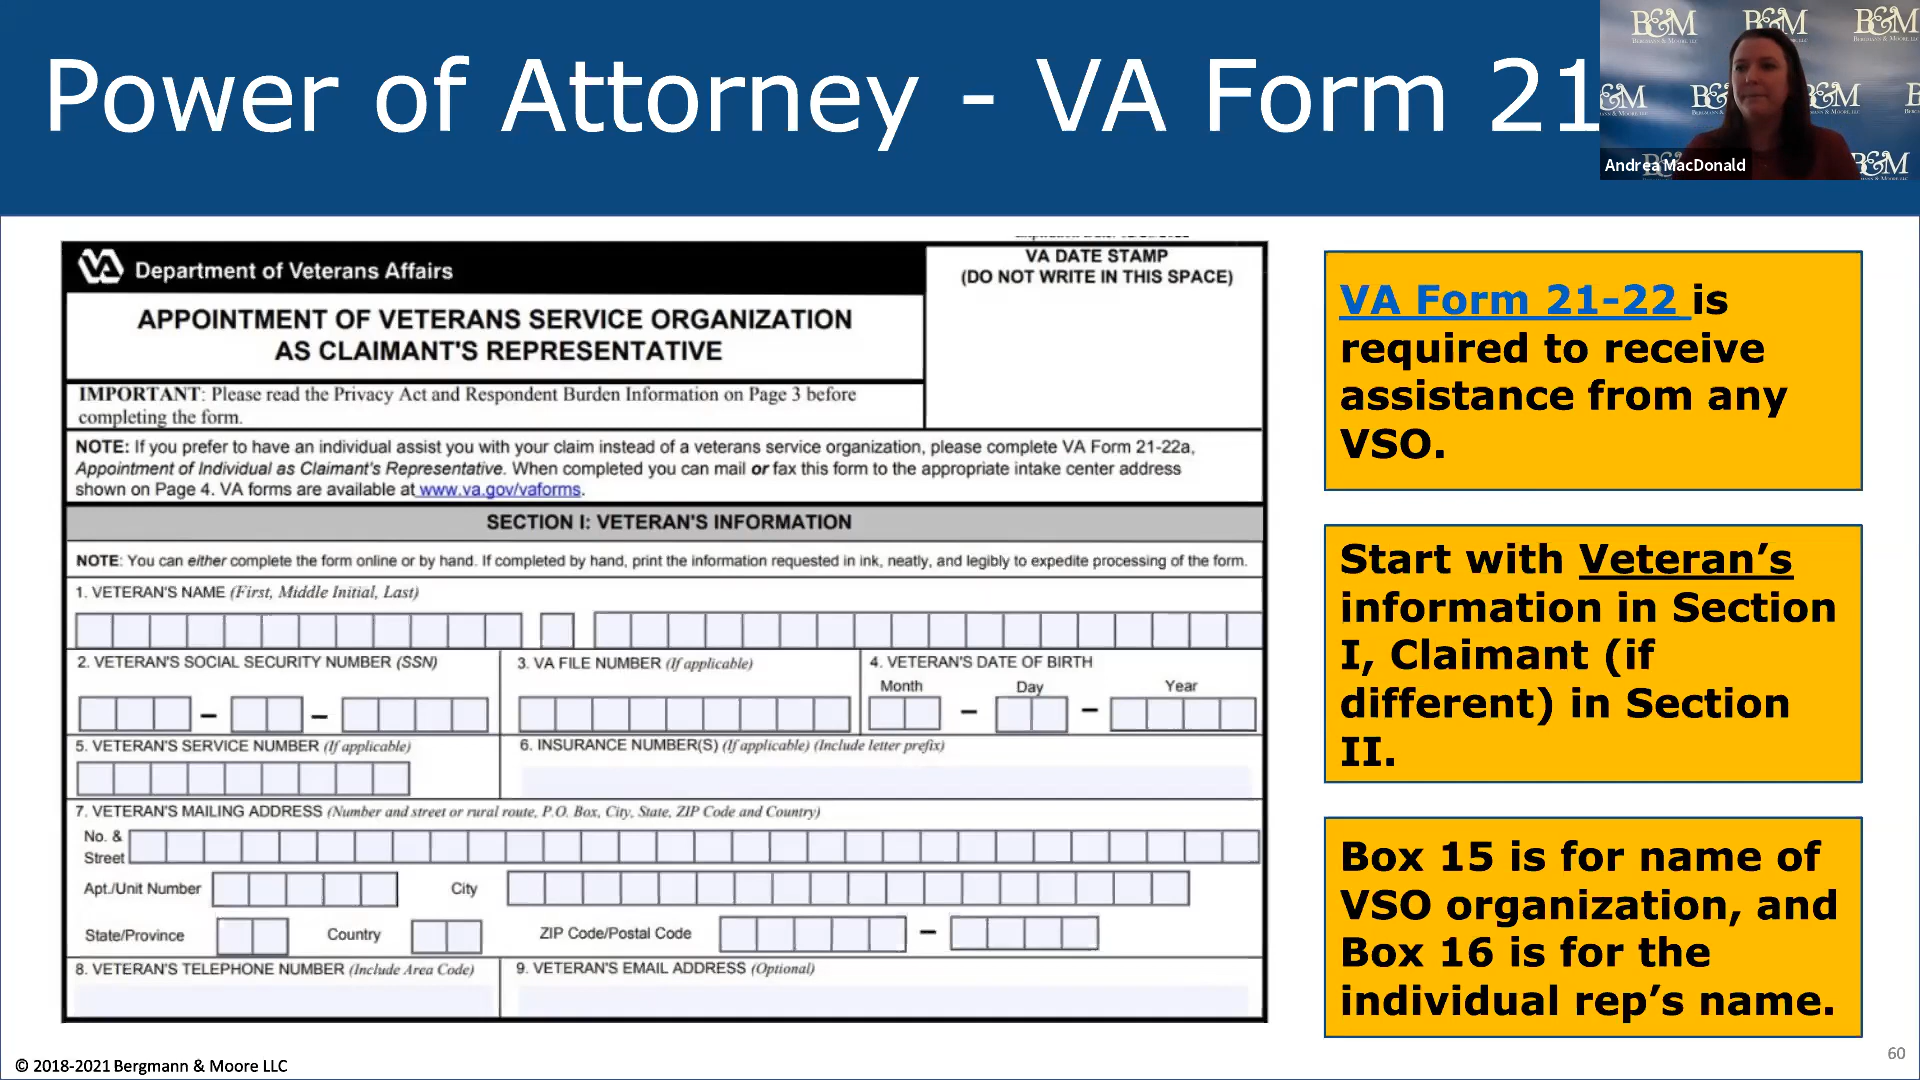 Power of Attorney - VA Form 21
B&M
B&M
B&M
B&M
B&M
Andrea MacDonald
VA DATE STAMP
(DO NOT WRITE IN THIS SPACE)
Department of Veterans Affairs
APPOINTMENT OF VETERANS SERVICE ORGANIZATION
AS CLAIMANT'S REPRESENTATIVE
IMPORTANT: Please read the Privacy Act and Respondent Burden Information on Page 3 before
completing the form.
NOTE: If you prefer to have an individual assist you with your claim instead of a veterans service organization, please complete VA Form 21-22a,
Appointment of Individual as Claimant's Representative. When completed you can mail or fax this form to the appropriate intake center address
shown on Page 4. VA forms are available at www.va.gov/vaforms.
SECTION I: VETERAN'S INFORMATION
NOTE: You can either complete the form online or by hand. If completed by hand, print the information requested in ink, neatly, and legibly to expedite processing of the form.
1. VETERAN'S NAME (First, Middle Initial, Last)
2. VETERAN'S SOCIAL SECURITY NUMBER (SSN)
3. VA FILE NUMBER (If applicable)
4. VETERAN'S DATE OF BIRTH
Month
Day
Year
5. VETERAN'S SERVICE NUMBER (If applicable)
6. INSURANCE NUMBER(S) (If applicable) (Include letter prefix)
7. VETERAN'S MAILING ADDRESS (Number and street or rural route, P.O. Box, City, State, ZIP Code and Country)
No. &
Street
Apt./Unit Number
City
State/Province
Country
ZIP Code/Postal Code
8. VETERAN'S TELEPHONE NUMBER (Include Area Code)
9. VETERAN'S EMAIL ADDRESS (Optional)
VA Form 21-22 is
required to receive
assistance from any
VSO.
Start with Veteran’s
information in Section
I, Claimant (if
different) in Section
II.
Box 15 is for name of
VSO organization, and
Box 16 is for the
individual rep’s name.
© 2018-2021 Bergmann & Moore LLC
60